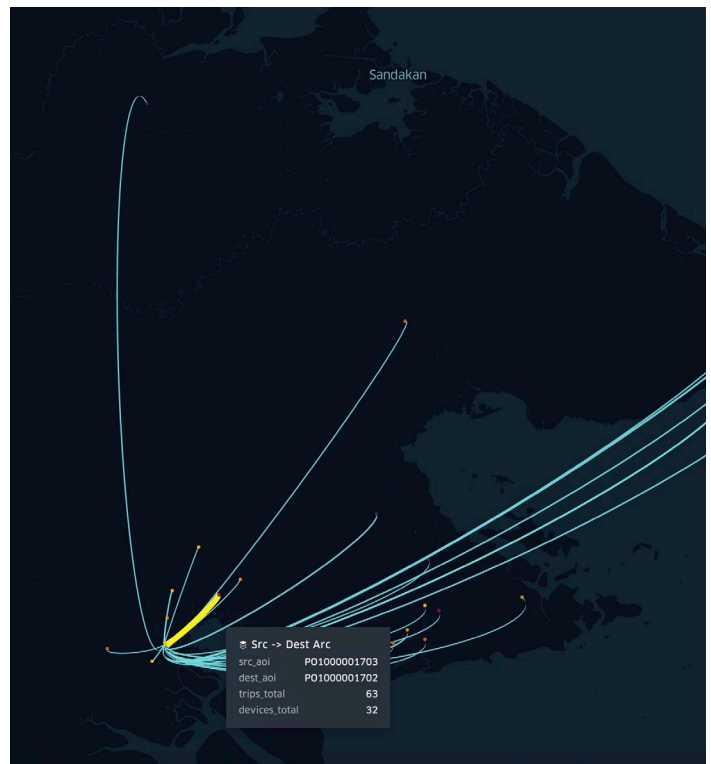 Sandakan
Src -> Dest Arc
src_aoi PO1000001703
dest_aoi PO1000001702
trips_total 63
devices_total 32